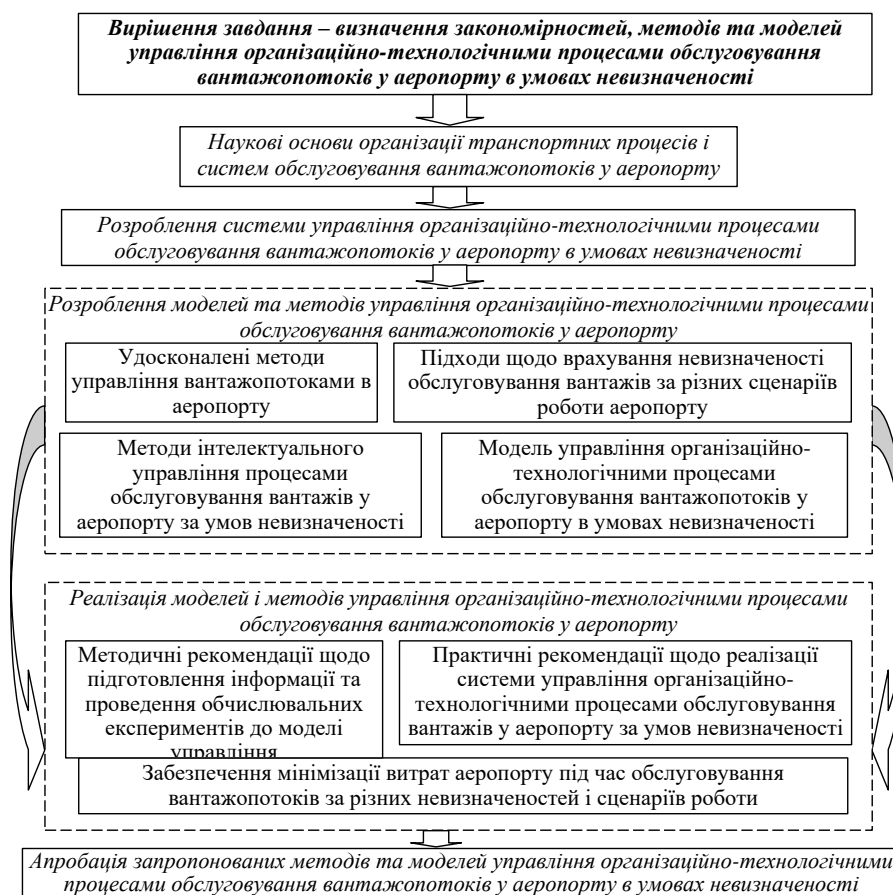 Вирішення завдання – визначення закономірностей, методів та моделей
управління організаційно-технологічними процесами обслуговування
вантажопотоків у аеропорту в умовах невизначеності
Наукові основи організації транспортних процесів і
систем обслуговування вантажопотоків у аеропорту
Розроблення системи управління організаційно-технологічними процесами
обслуговування вантажопотоків у аеропорту в умовах невизначеності
Розроблення моделей та методів управління організаційно-технологічними процесами
обслуговування вантажопотоків у аеропорту
Удосконалені методи
управління вантажопотоками в
аеропорту
Підходи щодо врахування невизначеності
обслуговування вантажів за різних сценаріїв
роботи аеропорту
Методи інтелектуального
управління процесами
обслуговування вантажів у
аеропорту за умов невизначеності
Модель управління організаційно-
технологічними процесами
обслуговування вантажопотоків у
аеропорту в умовах невизначеності
Реалізація моделей і методів управління організаційно-технологічними процесами
обслуговування вантажопотоків у аеропорту
Методичні рекомендації щодо
підготовлення інформації та
проведення обчислювальних
експериментів до моделі
управління
Практичні рекомендації щодо реалізації
системи управління організаційно-
технологічними процесами обслуговування
вантажів у аеропорту за умов невизначеності
Забезпечення мінімізації витрат аеропорту під час обслуговування
вантажопотоків за різних невизначеностей і сценаріїв роботи
Апробація запропонованих методів та моделей управління організаційно-технологічними
процесами обслуговування вантажопотоків у аеропорту в умовах невизначеності